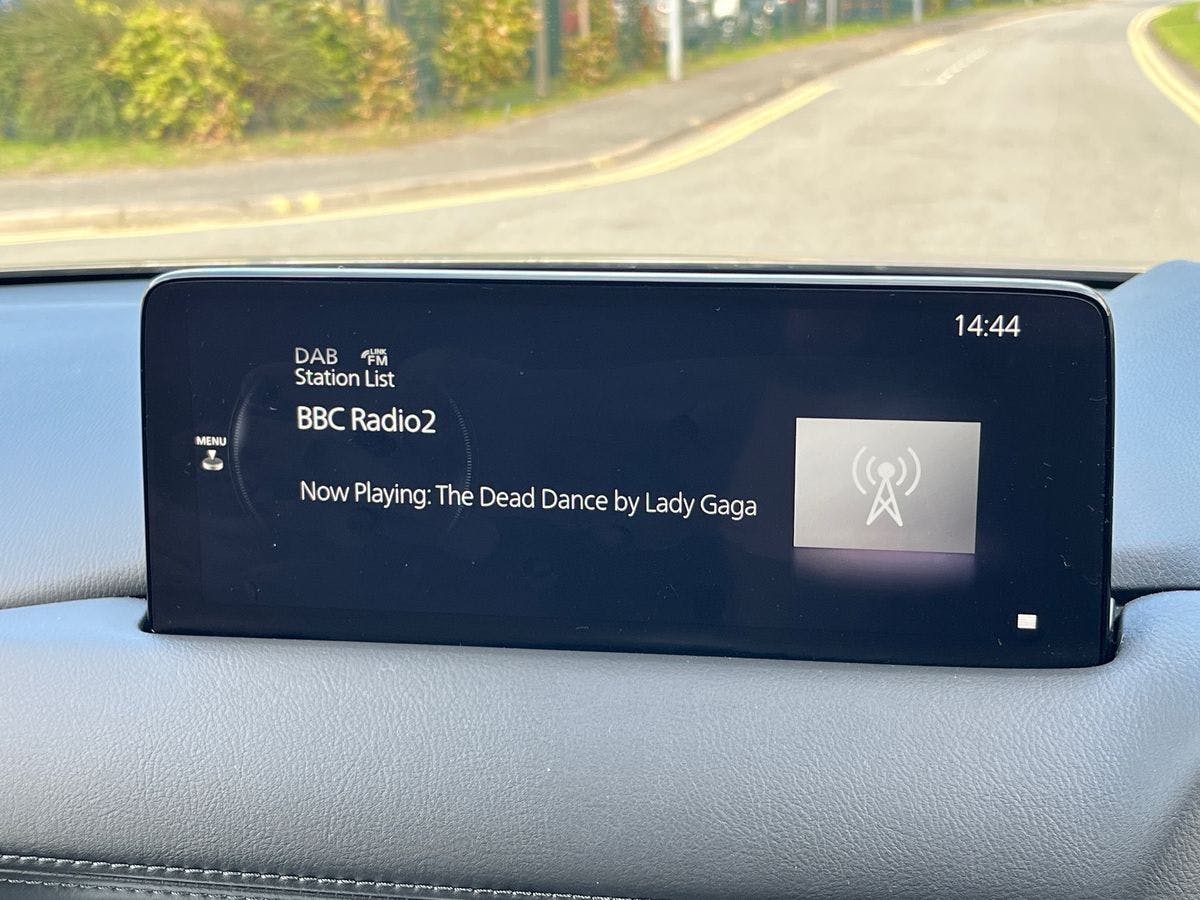 14:44
DAB LINK FM
Station List
BBC Radio2
MENU
Now Playing: The Dead Dance by Lady Gaga